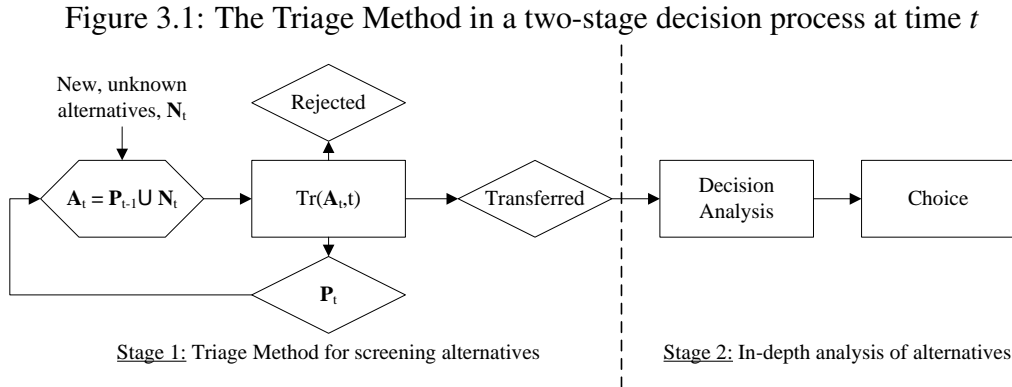 Figure 3.1: The Triage Method in a two-stage decision process at time t
New, unknown
alternatives, Nₜ
Rejected
Aₜ = Pₜ₋₁∪ Nₜ
Tr(Aₜ,t)
Transferred
Decision
Analysis
Choice
Pₜ
Stage 1: Triage Method for screening alternatives
Stage 2: In-depth analysis of alternatives